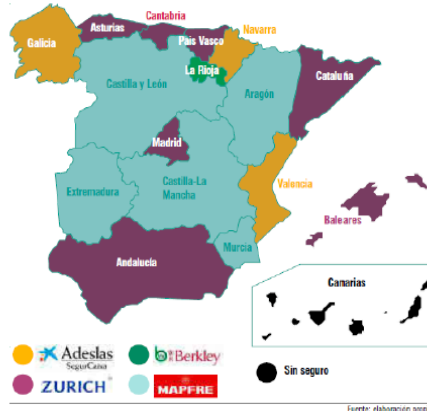 Cantabria
Asturias
País Vasco
Navarra
Galicia
La Rioja
Cataluña
Castilla y León
Aragón
Madrid
Castilla-La
Mancha
Extremadura
Valencia
Baleares
Murcia
Andalucía
Canarias
Adeslas
SegurCaixa
Berkley
Sin seguro
ZURICH
MAPFRE
Fuente: elaboración